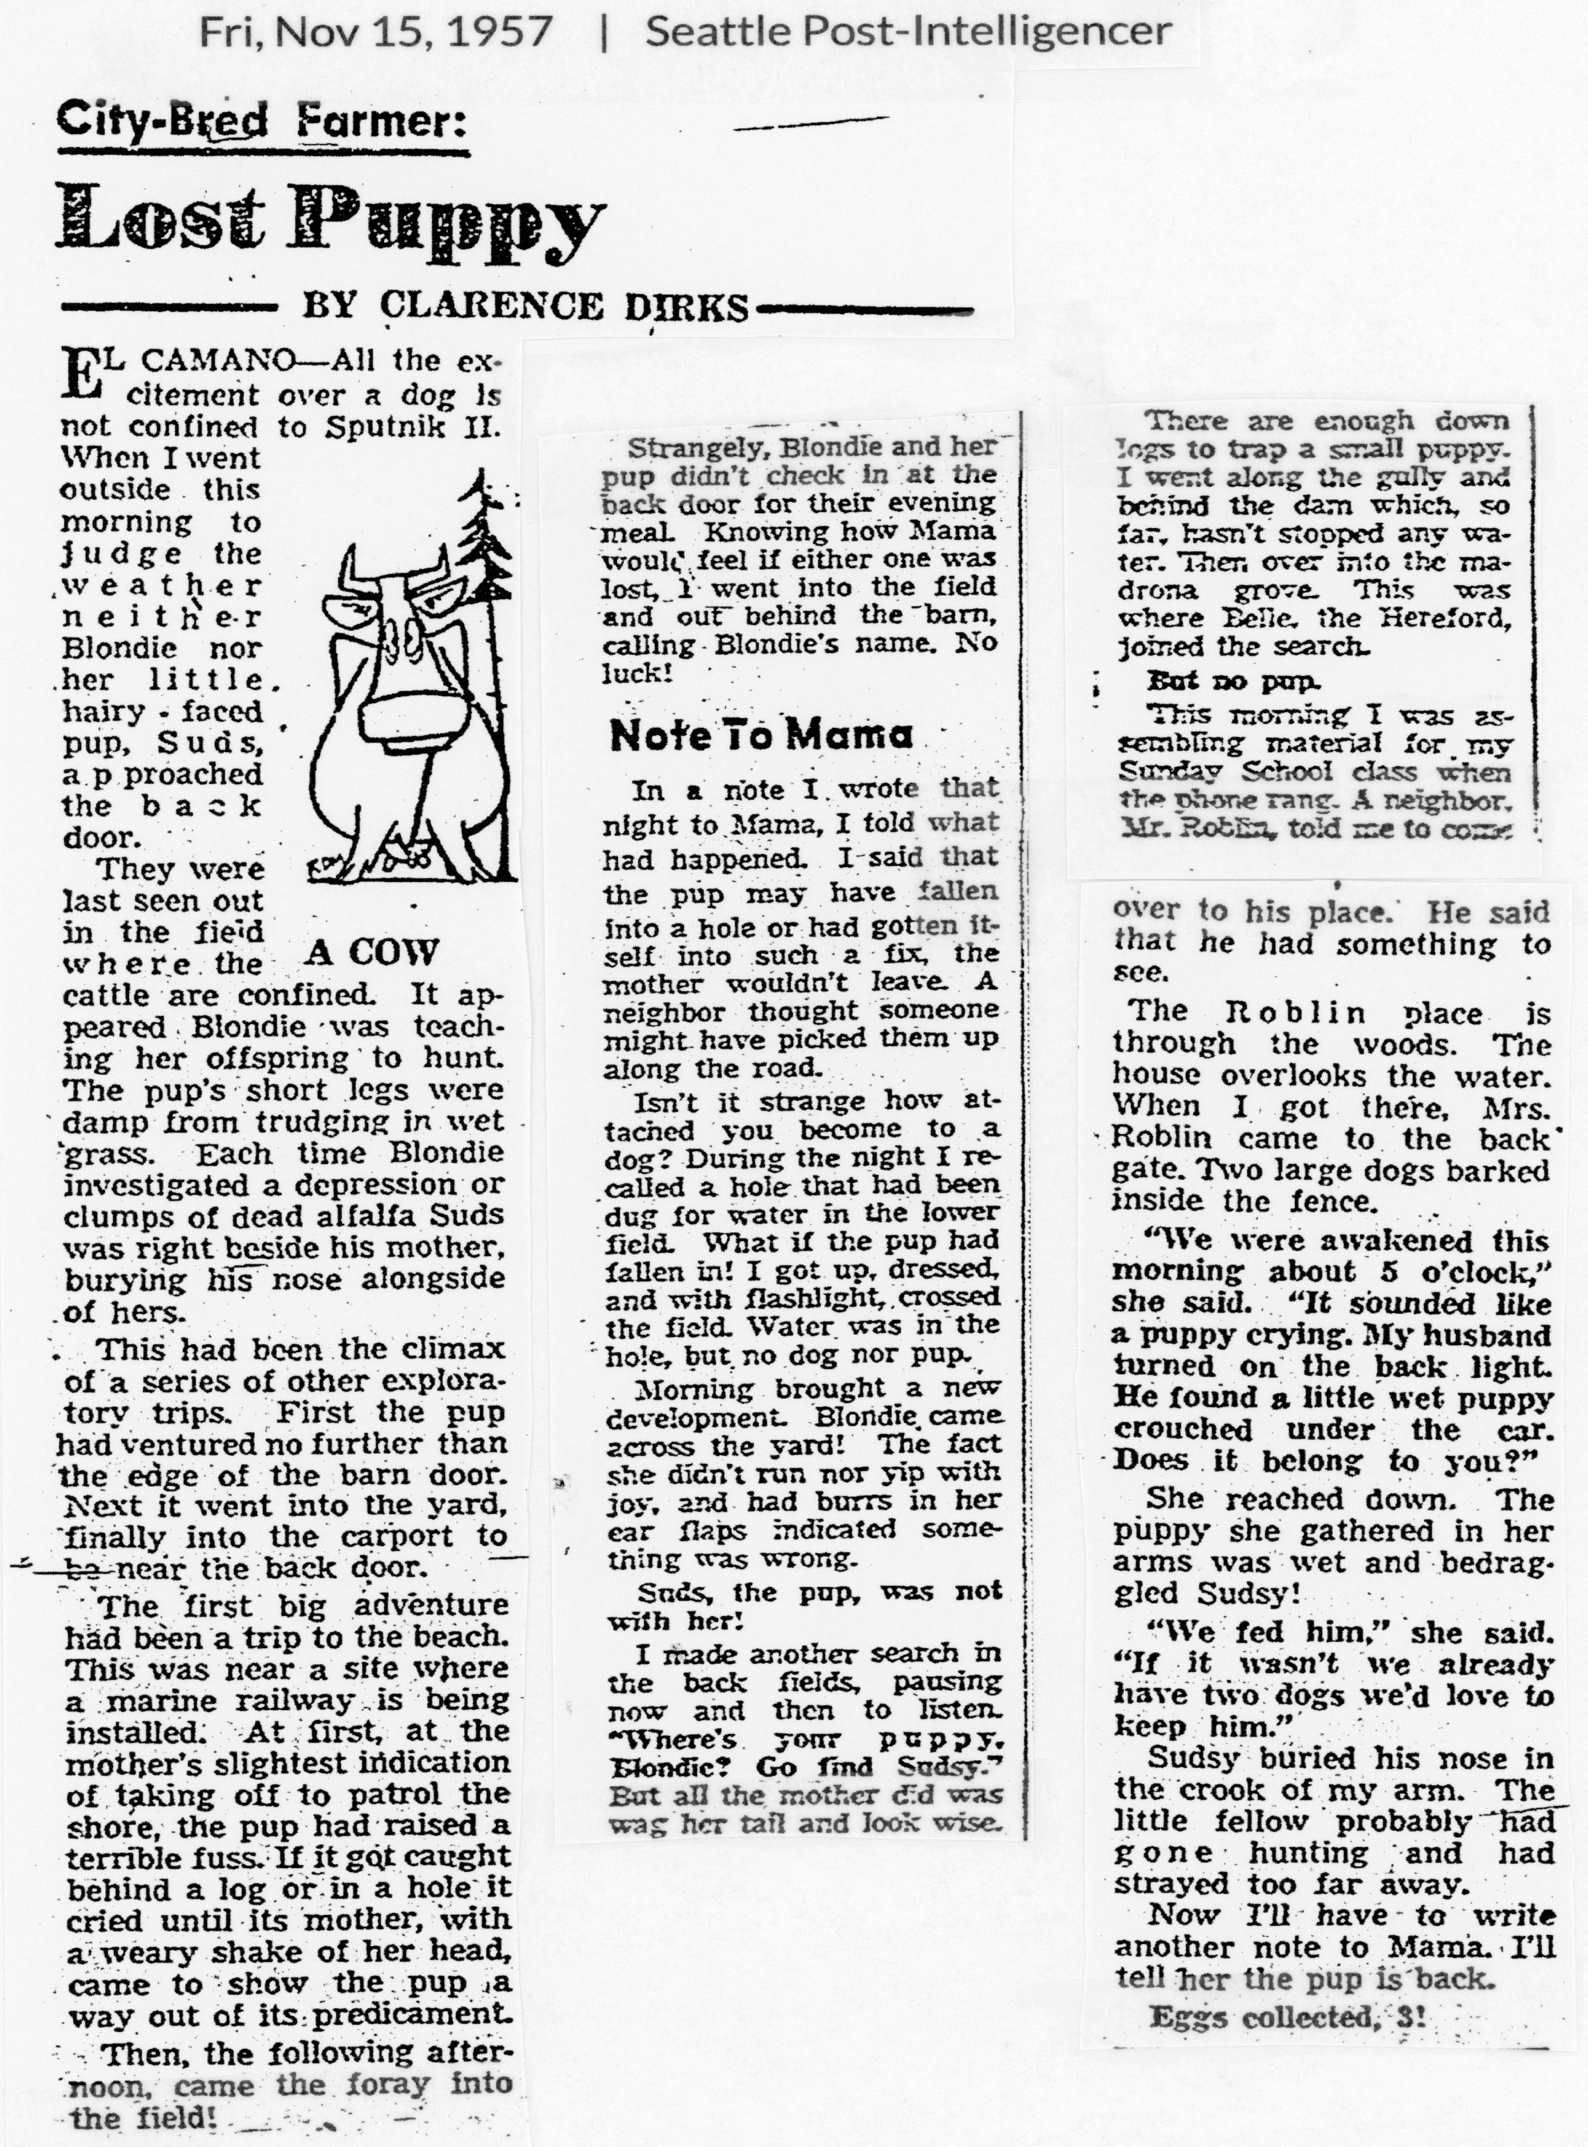 Fri, Nov 15, 1957 | Seattle Post-Intelligencer
City-Bred Farmer:
Lost Puppy
BY CLARENCE DIRKS
EL CAMANO—All the ex-
citement over a dog is
not confined to Sputnik II.
When I went
outside this
morning to
judge the
weather
neither
Blondie nor
her little
hairy-faced
pup, Suds,
approached
the back
door.
They were
last seen out
in the field
where the
cattle are confined. It ap-
peared Blondie was teach-
ing her offspring to hunt.
The pup's short legs were
damp from trudging in wet
grass. Each time Blondie
investigated a depression or
clumps of dead alfalfa Suds
was right beside his mother,
burying his nose alongside
of hers.
This had been the climax
of a series of other explora-
tory trips. First the pup
had ventured no further than
the edge of the barn door.
Next it went into the yard,
finally into the carport to
be near the back door.
The first big adventure
had been a trip to the beach.
This was near a site where
a marine railway is being
installed. At first, at the
mother's slightest indication
of taking off to patrol the
shore, the pup had raised a
terrible fuss. If it got caught
behind a log or in a hole it
cried until its mother, with
a weary shake of her head,
came to show the pup a
way out of its predicament.
Then, the following after-
noon, came the foray into
the field!
A COW
Strangely, Blondie and her
pup didn't check in at the
back door for their evening
meal. Knowing how Mama
would feel if either one was
lost, I went into the field
and out behind the barn,
calling Blondie's name. No
luck!
Note To Mama
In a note I wrote that
night to Mama, I told what
had happened. I said that
the pup may have fallen
into a hole or had gotten it-
self into such a fix, the
mother wouldn't leave. A
neighbor thought someone
might have picked them up
along the road.
Isn't it strange how at-
tached you become to a
dog? During the night I re-
called a hole that had been
dug for water in the lower
field. What if the pup had
fallen in! I got up, dressed,
and with flashlight, crossed
the field. Water was in the
hole, but no dog nor pup.
Morning brought a new
development. Blondie came
across the yard! The fact
she didn't run nor yip with
joy, and had burrs in her
ear flaps indicated some-
thing was wrong.
Suds, the pup, was not
with her!
I made another search in
the back fields, pausing
now and then to listen.
"Where's your puppy,
Blondie? Go find Sudsy."
But all the mother did was
wag her tail and look wise.
There are enough down
logs to trap a small puppy.
I went along the gully and
behind the dam which, so
far, hasn't stopped any wa-
ter. Then over into the ma-
drona grove. This was
where Belle, the Hereford,
joined the search.
But no pup.
This morning I was as-
sembling material for my
Sunday School class when
the phone rang. A neighbor,
Mr. Roblin, told me to come
over to his place. He said
that he had something to
see.
The Roblin place is
through the woods. The
house overlooks the water.
When I got there, Mrs.
Roblin came to the back
gate. Two large dogs barked
inside the fence.
"We were awakened this
morning about 5 o'clock,"
she said. "It sounded like
a puppy crying. My husband
turned on the back light.
He found a little wet puppy
crouched under the car.
Does it belong to you?"
She reached down. The
puppy she gathered in her
arms was wet and bedrag-
gled Sudsy!
"We fed him," she said.
"If it wasn't we already
have two dogs we'd love to
keep him."
Sudsy buried his nose in
the crook of my arm. The
little fellow probably had
gone hunting and had
strayed too far away.
Now I'll have to write
another note to Mama. I'll
tell her the pup is back.
Eggs collected, 3!